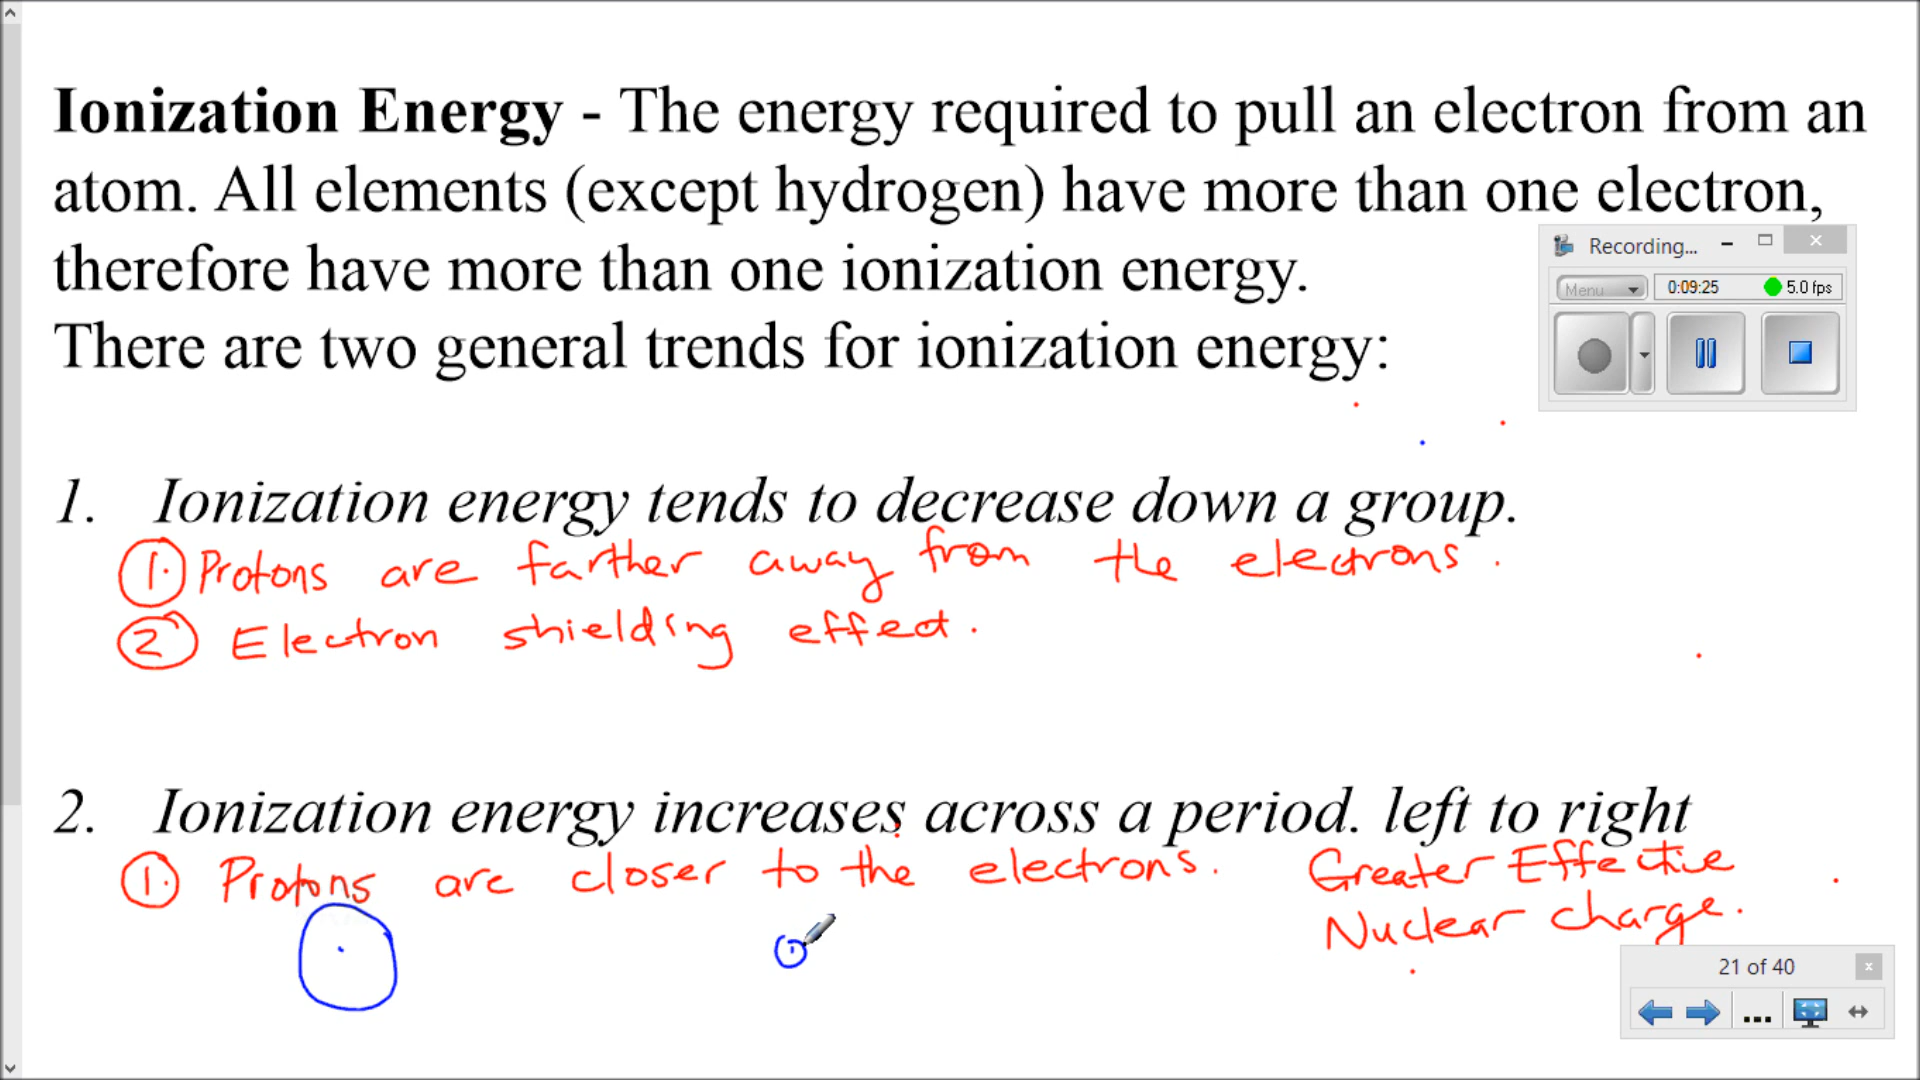 Ionization Energy - The energy required to pull an electron from an
atom. All elements (except hydrogen) have more than one electron,
therefore have more than one ionization energy.
There are two general trends for ionization energy:
Recording...
Menu
0:09:25
5.0 fps
1. Ionization energy tends to decrease down a group.
1. Protons are farther away from the electrons.
2 Electron shielding effect.
2. Ionization energy increases across a period. left to right
1. Protons are closer to the electrons.
Greater Effective
Nuclear charge.
21 of 40
...